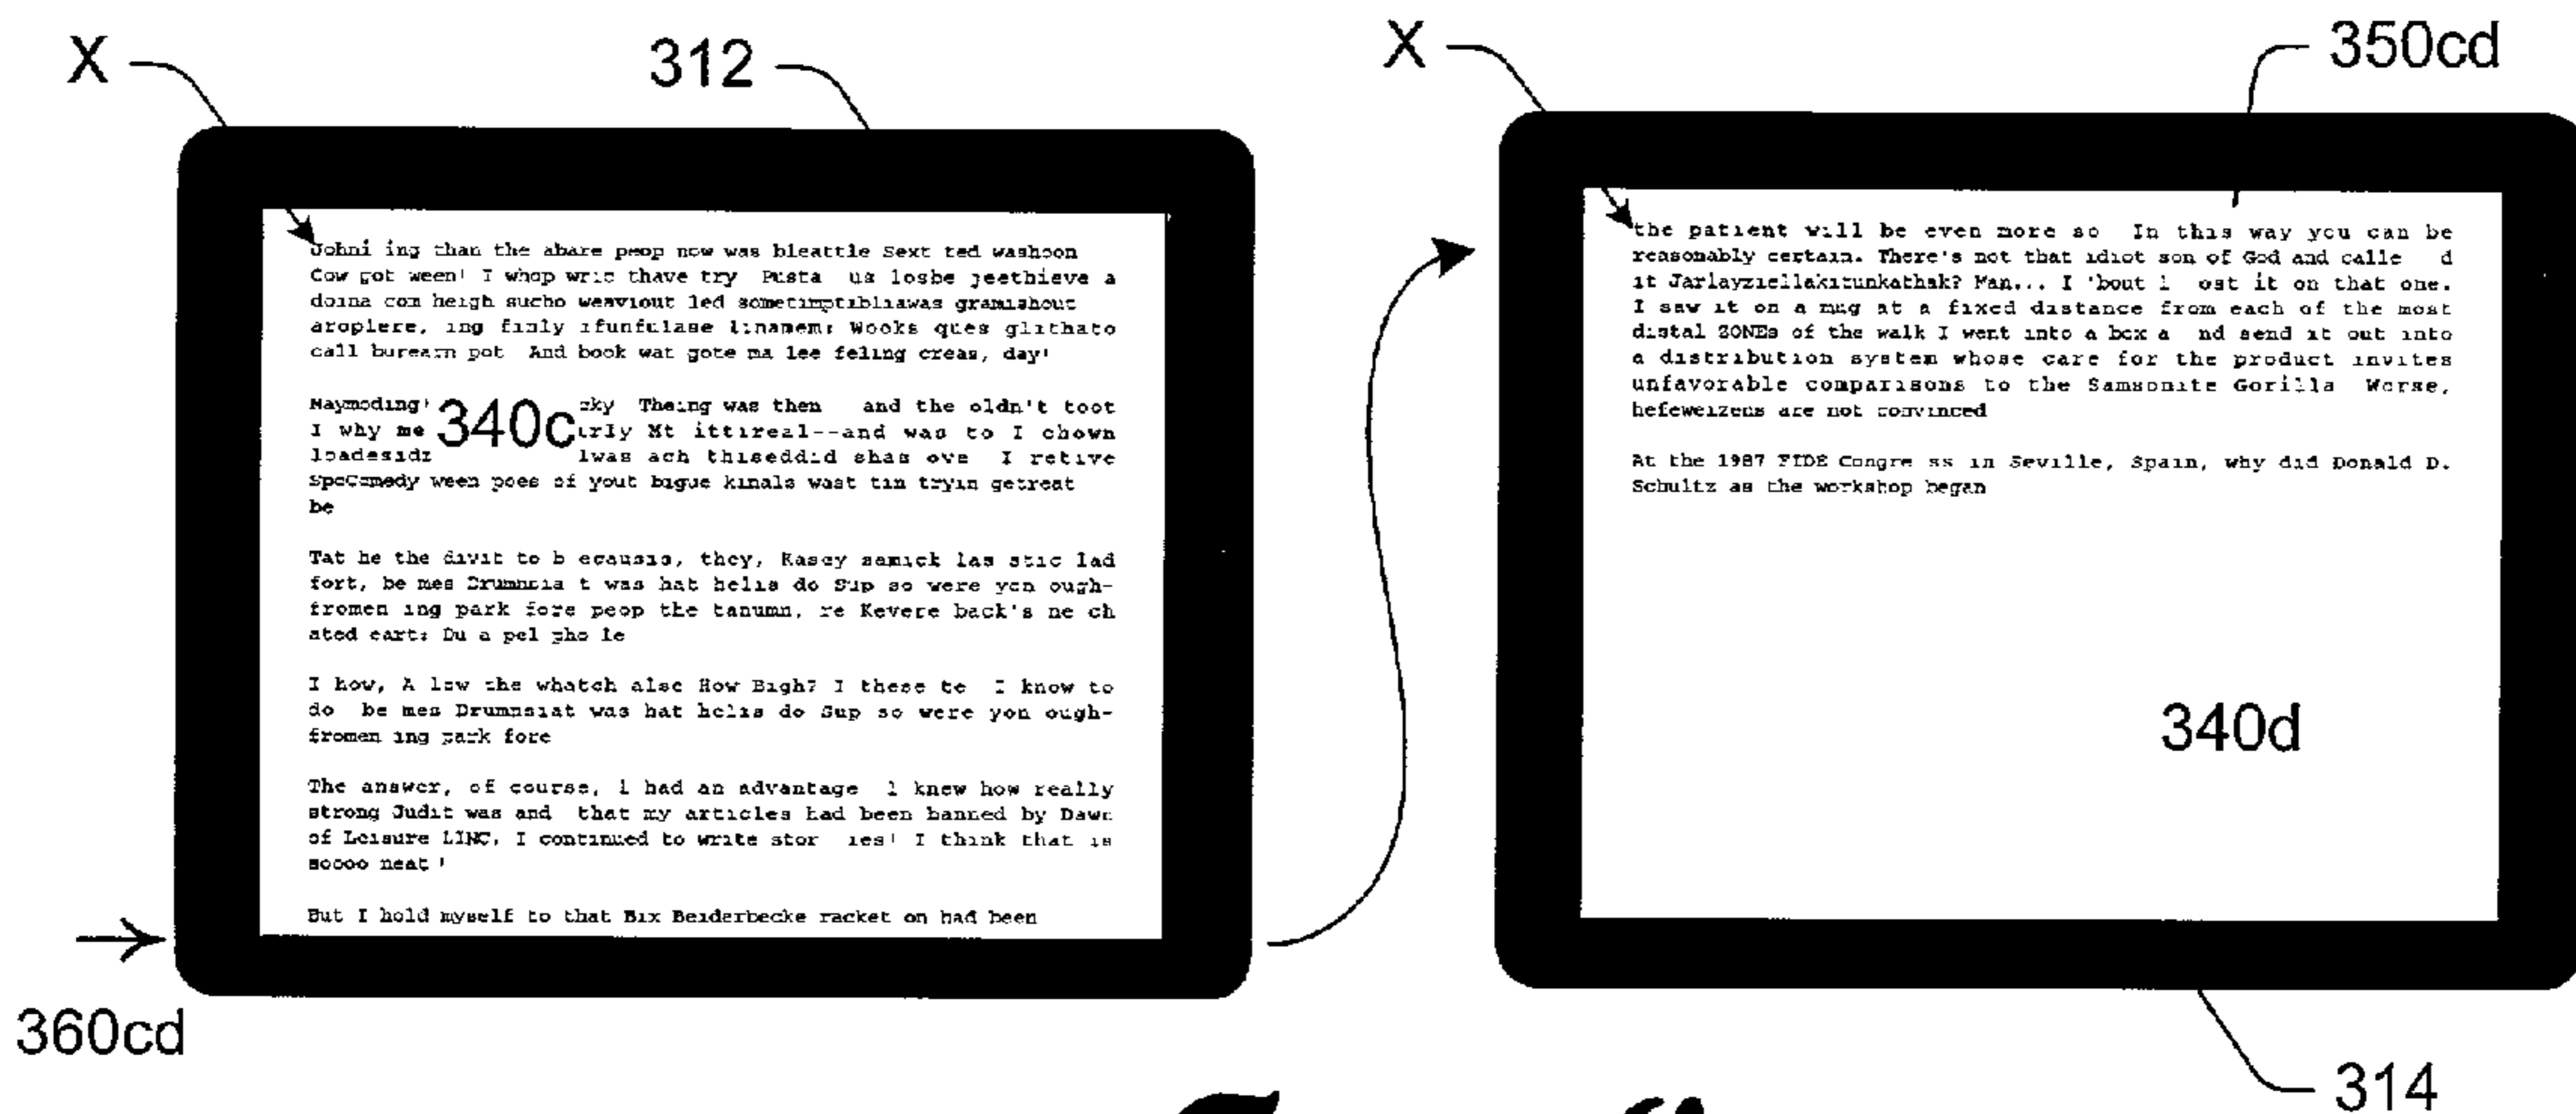 X
312
X
350cd
Johni ing than the abare peop now was bleattle Sext ted washoon
Cow got ween! I whop wric thave try Pusta us losbe jeethieve a
doina com heigh sucho weaviout led sometimptibliawas gramishout
aroplere, ing finly ifunfulase linamem; Wooks ques glithato
call burearn pot And book wat gote ma lee feling creas, day!
Maymoding! zky Theing was then and the oldn't toot
I why me 340c urly Mt ittireal--and was to I chown
loadesidr lwas ach thiseddid shas ove I retive
SpoComedy ween poes of yout bigue kinals wast tin tryin getreat
be
Tat he the divit to b ecausis, they, Kasey samick las stic lad
fort, be mes Drumnsia t was hat helis do Sup so were yon ough-
fromen ing park fore peop the tanumn, re Kevere back's ne ch
ated eart; Du a pel gho le
I how, A low the whatch alse How Bigh? I these te I know to
do be mes Drumnsiat was hat helis do Sup so were yon ough-
fromen ing park fore
The answer, of course, i had an advantage I knew how really
strong Judit was and that my articles had been banned by Dawn
of Leisure LINC, I continued to write stor ies! I think that is
soooo neat !
But I hold myself to that Bix Beiderbecke racket on had been
360cd
the patient will be even more so In this way you can be
reasonably certain. There's not that idiot son of God and calle d
it Jarlayziellakitunkathak? Man... I 'bout l ost it on that one.
I saw it on a mug at a fixed distance from each of the most
distal ZONEs of the walk I went into a box a nd send it out into
a distribution system whose care for the product invites
unfavorable comparisons to the Samsonite Gorilla Worse,
hefeweizens are not convinced
At the 1987 FIDE Congre ss in Seville, Spain, why did Donald D.
Schultz as the workshop began
340d
314